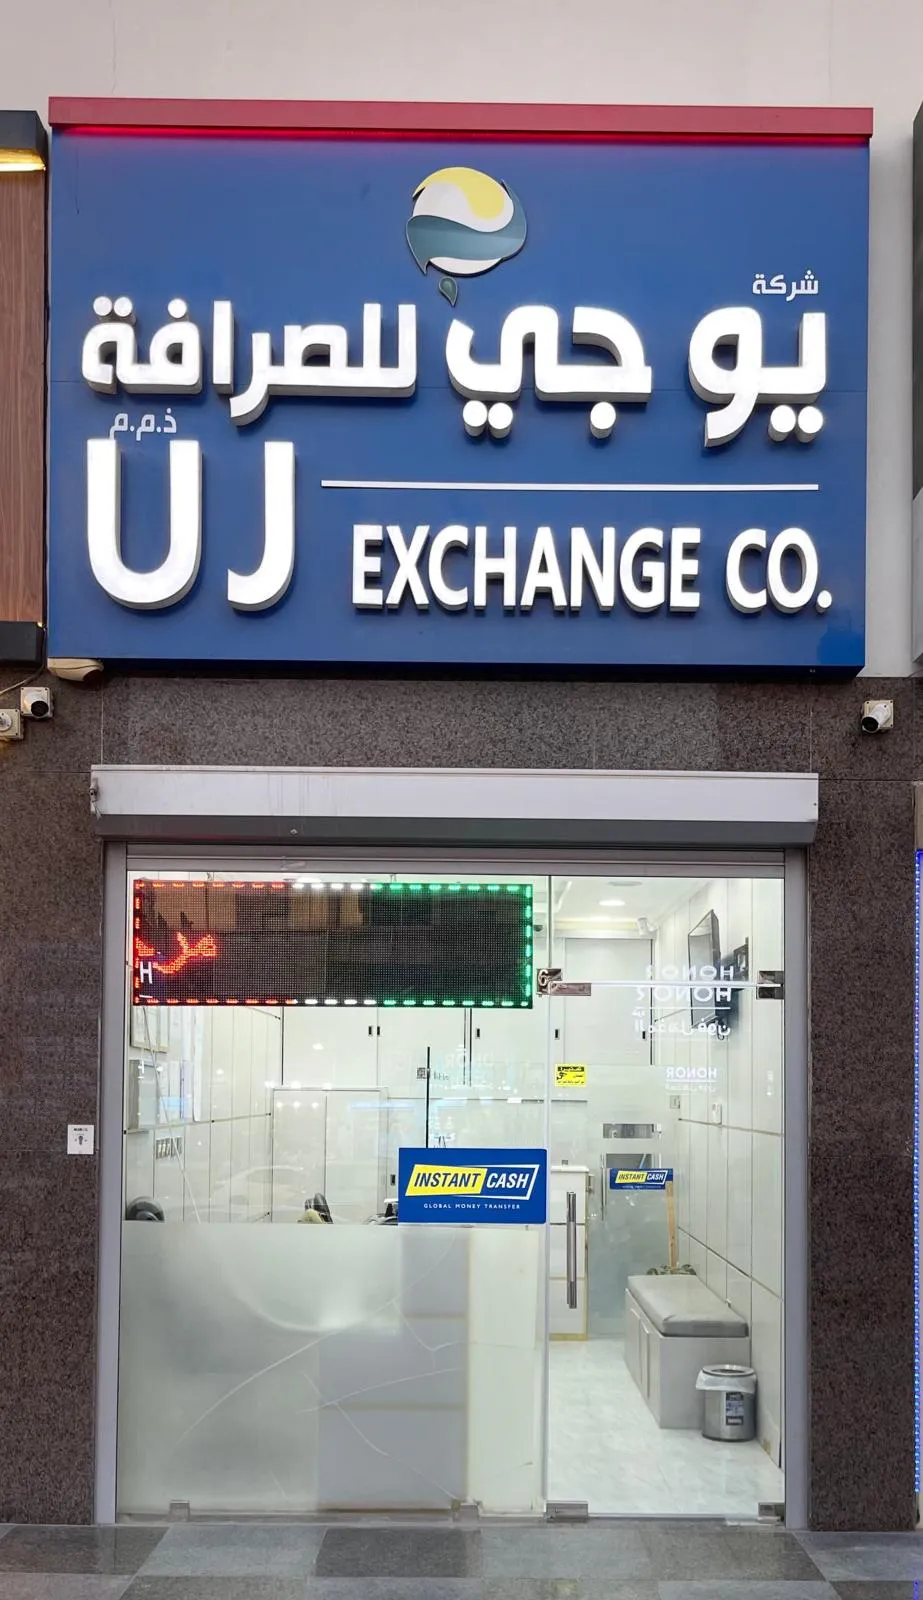 شركة
يو جي للصرافة
ذ.م.م
UJ
EXCHANGE CO.
HONOR
HONOR
HONOR
INSTANT CASH
GLOBAL MONEY TRANSFER
INSTANT CASH